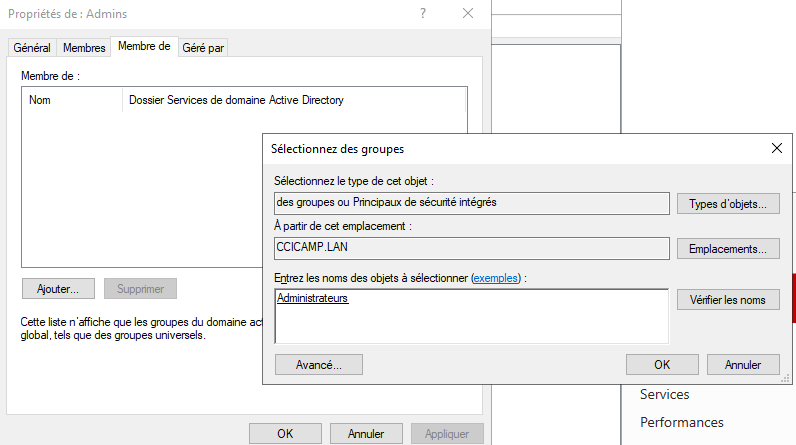 Propriétés de : Admins
?
Général
Membres
Membre de
Géré par
Membre de :
Nom
Dossier Services de domaine Active Directory
Ajouter...
Supprimer
Cette liste n'affiche que les groupes du domaine
global, tels que des groupes universels.
OK
Annuler
Appliquer
Sélectionnez des groupes
Sélectionnez le type de cet objet :
des groupes ou Principaux de sécurité intégrés
Types d'objets...
À partir de cet emplacement :
CCICAMP.LAN
Emplacements...
Entrez les noms des objets à sélectionner (exemples) :
Administrateurs
Vérifier les noms
Avancé...
OK
Annuler
Services
Performances